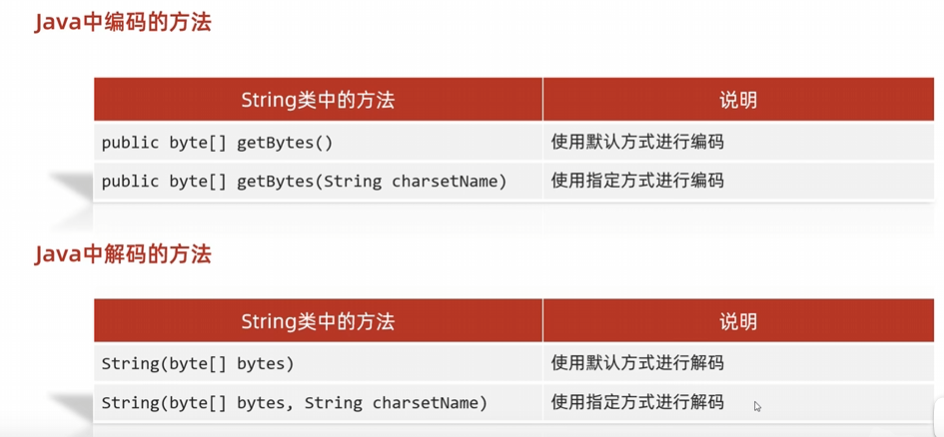 Java中编码的方法
String类中的方法 说明
public byte[] getBytes() 使用默认方式进行编码
public byte[] getBytes(String charsetName) 使用指定方式进行编码
Java中解码的方法
String类中的方法 说明
String(byte[] bytes) 使用默认方式进行解码
String(byte[] bytes, String charsetName) 使用指定方式进行解码